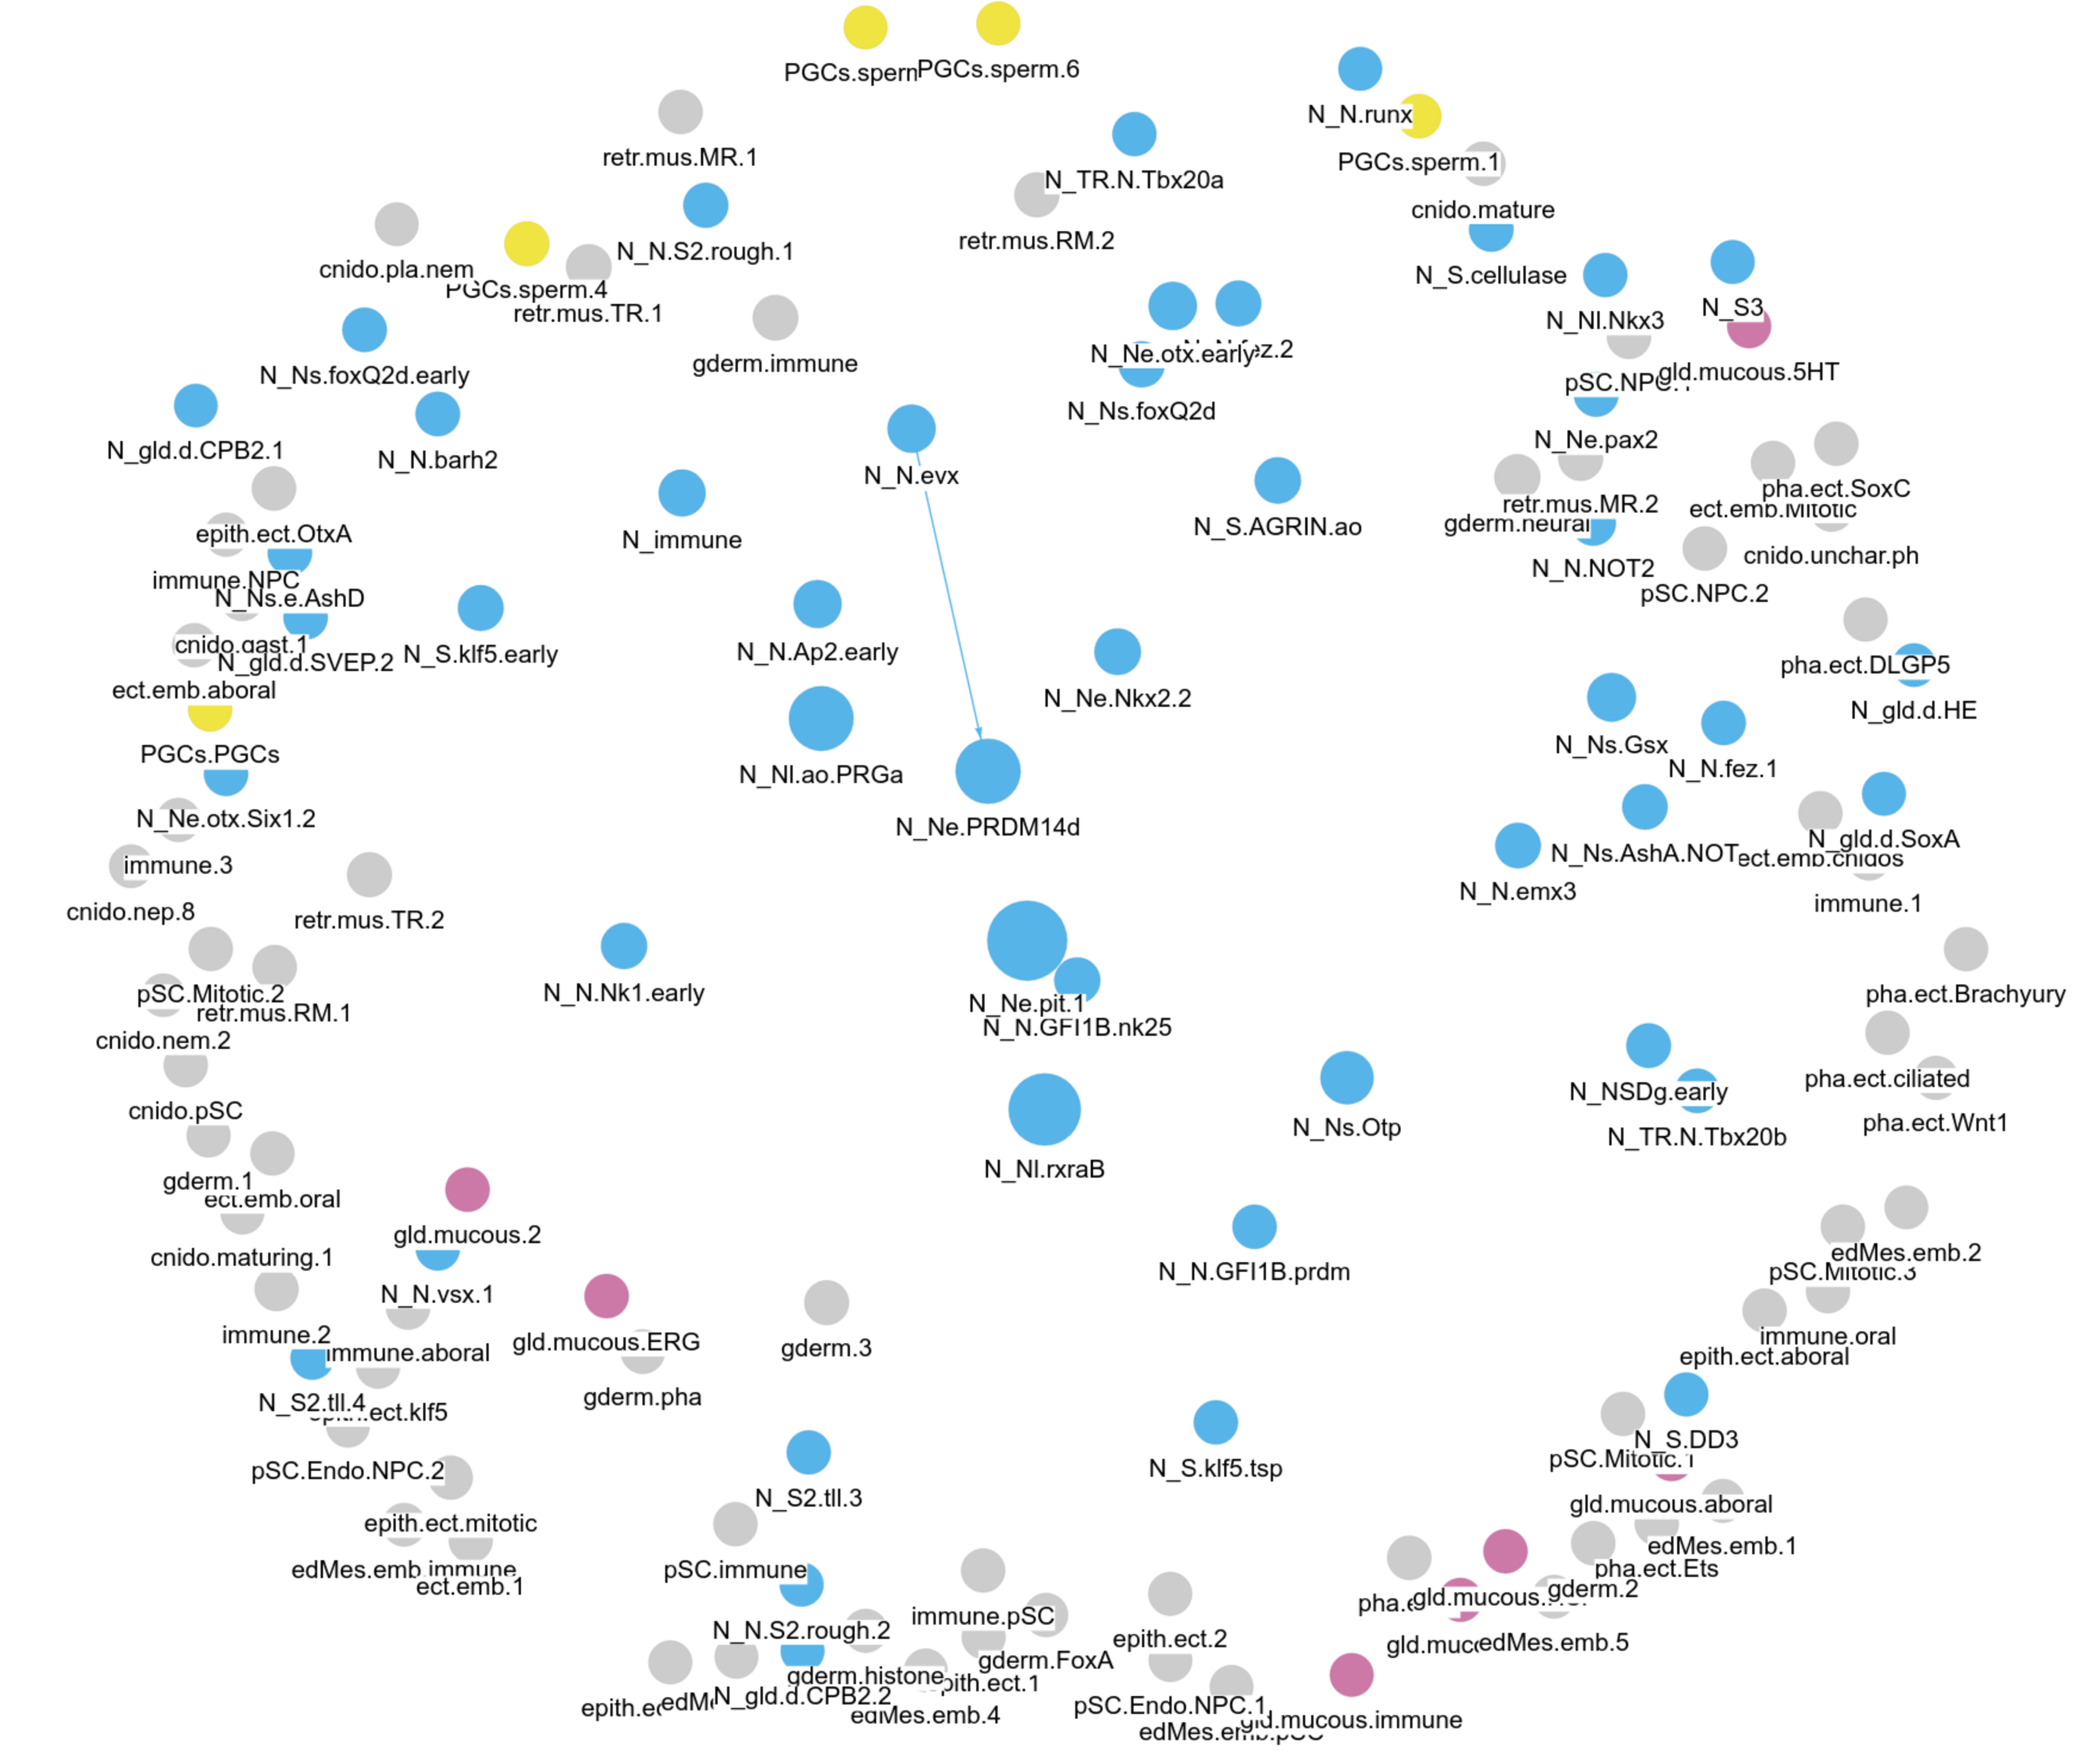 PGCs.sperm.6
N_N.runx
retr.mus.MR.1
PGCs.sperm.1
N_TR.N.Tbx20a
cnido.mature
retr.mus.RM.2
N_N.S2.rough.1
cnido.pla.nem
N_S.cellulase
PGCs.sperm.4
N_S3
retr.mus.TR.1
N_Nl.Nkx3
N_Ne.otx.early
gderm.immune
gld.mucous.5HT
N_Ns.foxQ2d.early
N_Ns.foxQ2d
N_Ne.pax2
N_gld.d.CPB2.1
N_N.barh2
N_N.evx
pha.ect.SoxC
retr.mus.MR.2
ect.emb.Mitotic
gderm.neural
N_S.AGRIN.ao
epith.ect.OtxA
N_immune
cnido.unchar.ph
N_N.NOT2
immune.NPC
pSC.NPC.2
N_Ns.e.AshD
cnido.gast.1
N_gld.d.SVEP.2
N_S.klf5.early
N_N.Ap2.early
pha.ect.DLGP5
ect.emb.aboral
N_Ne.Nkx2.2
N_gld.d.HE
N_Ns.Gsx
PGCs.PGCs
N_N.fez.1
N_Nl.ao.PRGa
N_Ne.otx.Six1.2
N_Ne.PRDM14d
N_gld.d.SoxA
N_Ns.AshA.NOT
ect.emb.cnidos
immune.3
N_N.emx3
immune.1
cnido.nep.8
retr.mus.TR.2
pSC.Mitotic.2
N_N.Nk1.early
pha.ect.Brachyury
N_Ne.pit.1
retr.mus.RM.1
N_N.GFI1B.nk25
cnido.nem.2
pha.ect.ciliated
N_NSDg.early
cnido.pSC
pha.ect.Wnt1
N_Ns.Otp
N_TR.N.Tbx20b
N_Nl.rxraB
gderm.1
ect.emb.oral
gld.mucous.2
edMes.emb.2
cnido.maturing.1
pSC.Mitotic.3
N_N.GFI1B.prdm
N_N.vsx.1
immune.2
immune.oral
gld.mucous.ERG
gderm.3
immune.aboral
epith.ect.aboral
gderm.pha
N_S2.tll.4
epith.ect.klf5
N_S.DD3
pSC.Mitotic.1
pSC.Endo.NPC.2
N_S.klf5.tsp
N_S2.tll.3
gld.mucous.aboral
epith.ect.mitotic
edMes.emb.1
edMes.emb.immune
pSC.immune
pha.ect.Ets
ect.emb.1
gderm.2
immune.pSC
N_N.S2.rough.2
epith.ect.2
edMes.emb.5
gderm.FoxA
gderm.histone
epith.ect.1
N_gld.d.CPB2.2
pSC.Endo.NPC.1
edMes.emb.4
gld.mucous.immune
edMes.emb.pSC